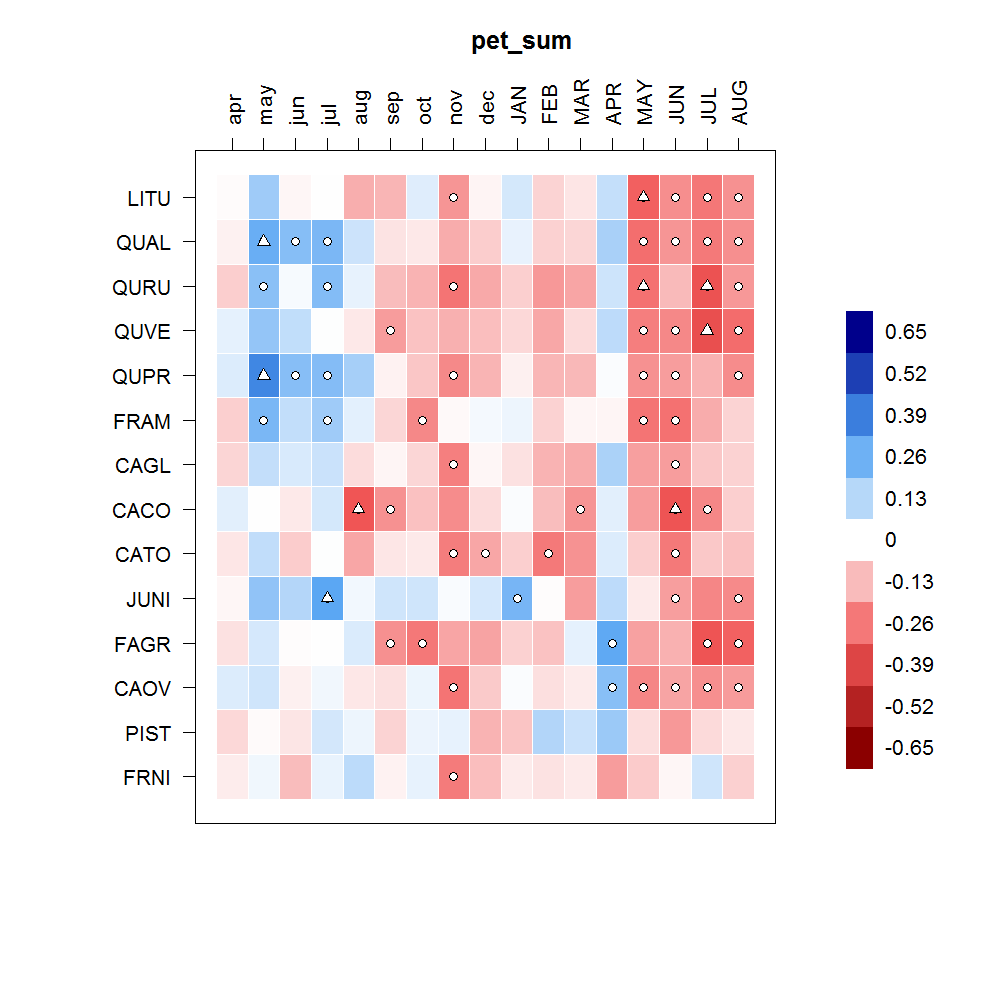 pet_sum
apr may jun jul aug sep oct nov dec JAN FEB MAR APR MAY JUN JUL AUG
LITU
QUAL
QURU
QUVE
QUPR
FRAM
CAGL
CACO
CATO
JUNI
FAGR
CAOV
PIST
FRNI
0.65
0.52
0.39
0.26
0.13
0
-0.13
-0.26
-0.39
-0.52
-0.65